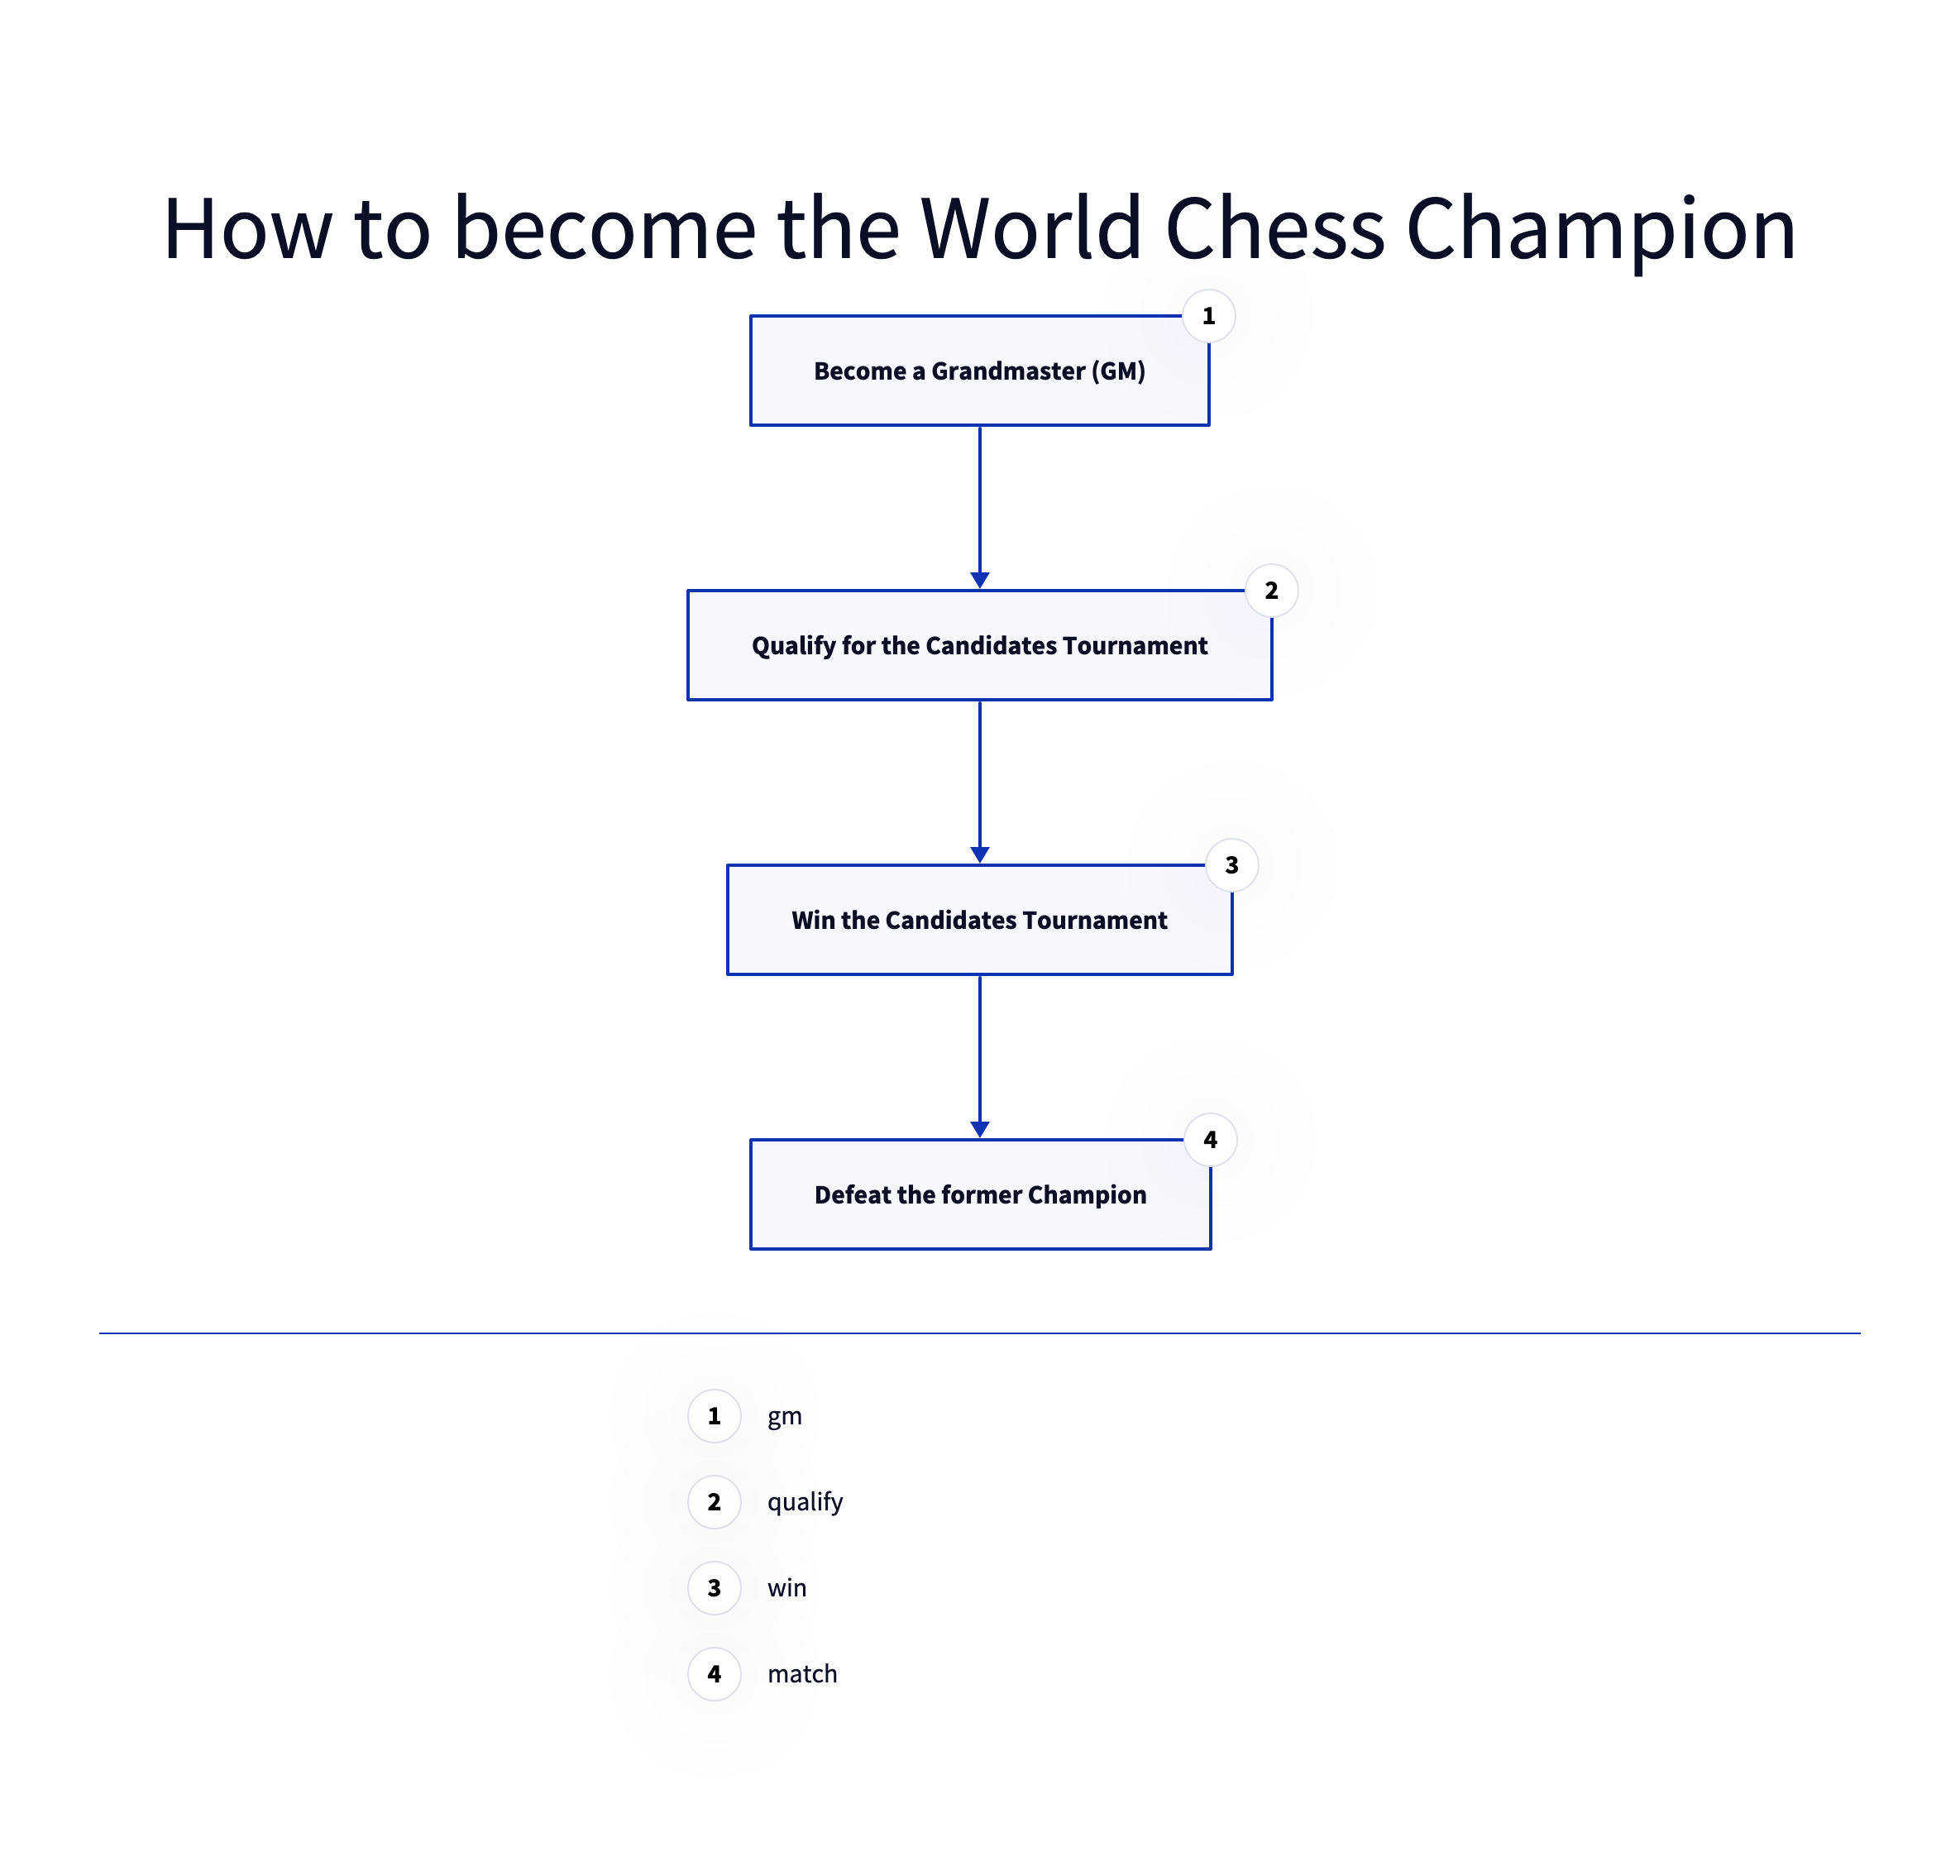 How to become the World Chess Champion
1
Become a Grandmaster (GM)
2
Qualify for the Candidates Tournament
3
Win the Candidates Tournament
4
Defeat the former Champion
1 gm
2 qualify
3 win
4 match